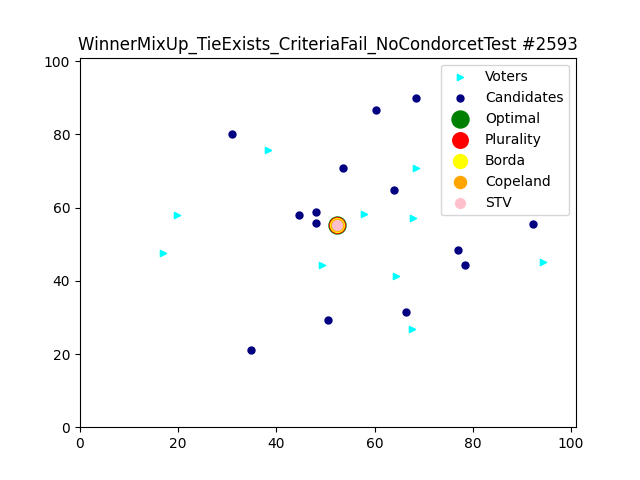 WinnerMixUp_TieExists_CriteriaFail_NoCondorcetTest #2593
Voters
Candidates
Optimal
Plurality
Borda
Copeland
STV
100
80
60
40
20
0
0
20
40
60
80
100